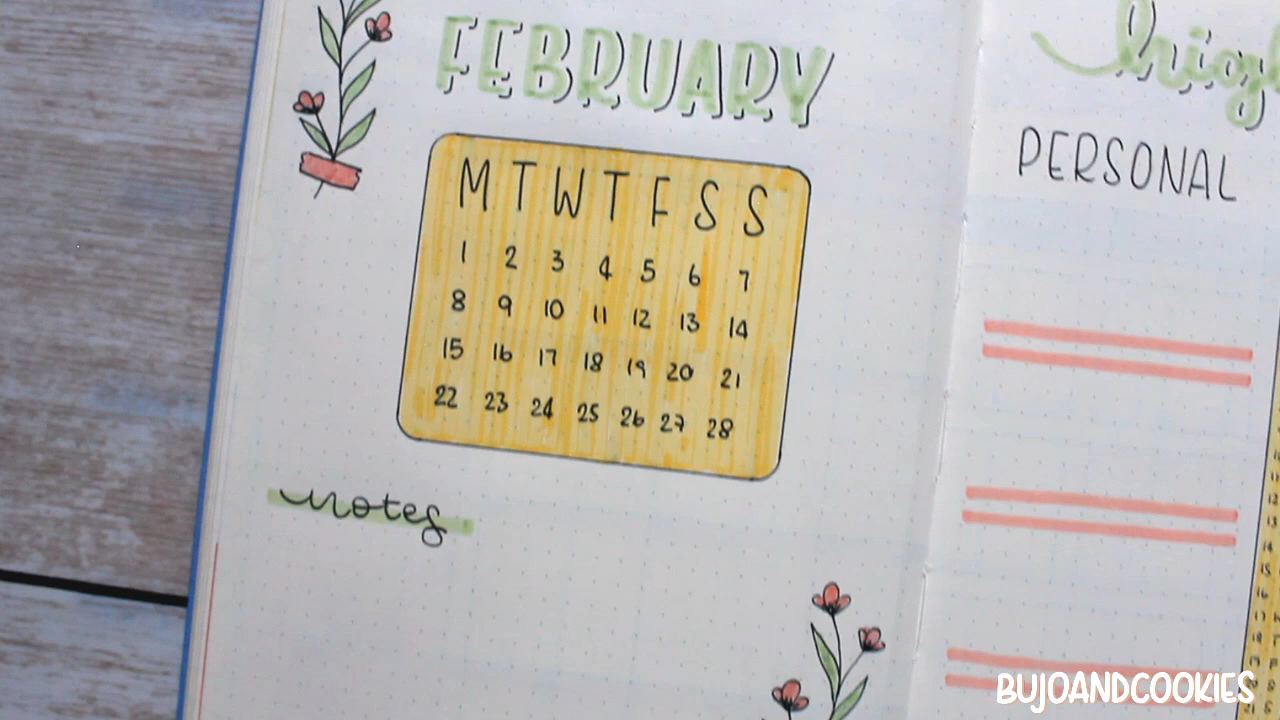 FEBRUARY
M T W T F S S
1 2 3 4 5 6 7
8 9 10 11 12 13 14
15 16 17 18 19 20 21
22 23 24 25 26 27 28
notes
PERSONAL
BUJOANDCOOKIES